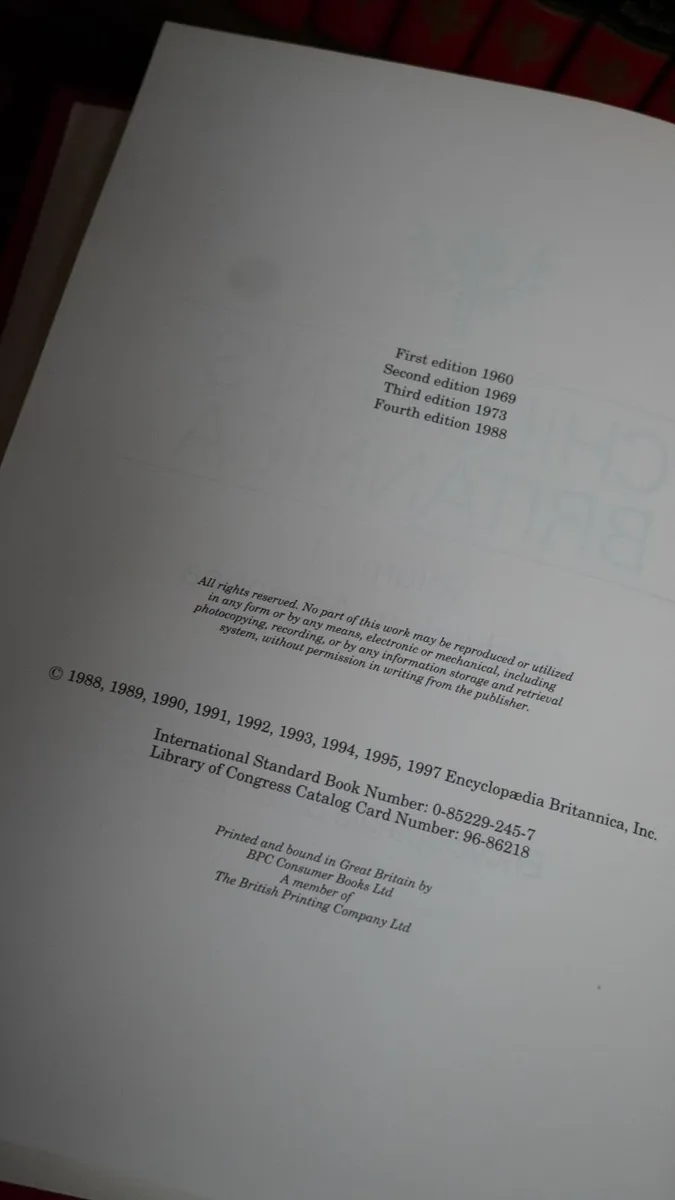 First edition 1960
Second edition 1969
Third edition 1973
Fourth edition 1988
All rights reserved. No part of this work may be reproduced or utilized
in any form or by any means, electronic or mechanical, including
photocopying, recording, or by any information storage and retrieval
system, without permission in writing from the publisher.
© 1988, 1989, 1990, 1991, 1992, 1993, 1994, 1995, 1997 Encyclopædia Britannica, Inc.
International Standard Book Number: 0-85229-245-7
Library of Congress Catalog Card Number: 96-86218
Printed and bound in Great Britain by
BPC Consumer Books Ltd
A member of
The British Printing Company Ltd